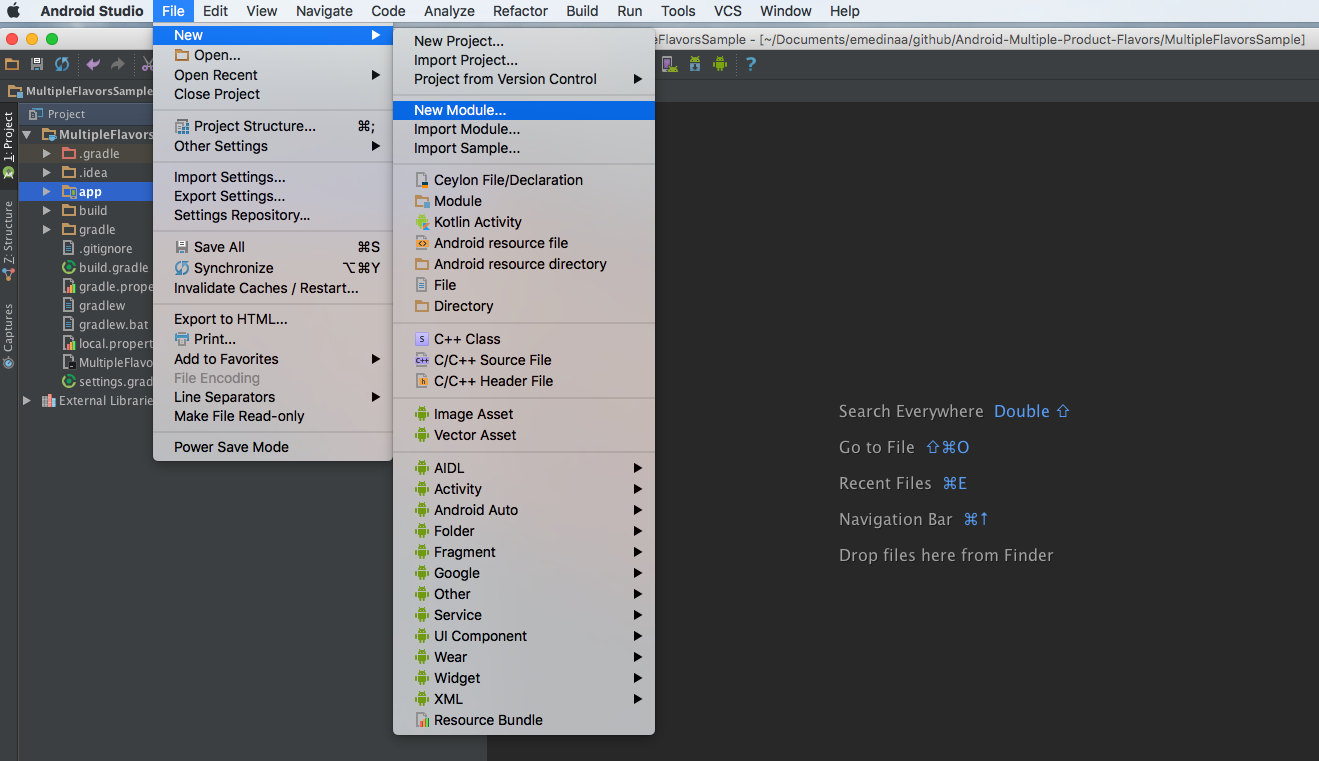 Android Studio File Edit View Navigate Code Analyze Refactor Build Run Tools VCS Window Help
leFlavorsSample - [~/Documents/emedinaa/github/Android-Multiple-Product-Flavors/MultipleFlavorsSample]
MultipleFlavorsSample
Project
1: Project
Z: Structure
Captures
MultipleFlavors
.gradle
.idea
app
build
gradle
.gitignore
build.gradle
gradle.prope
gradlew
gradlew.bat
local.propert
MultipleFlavo
settings.grad
External Librarie
New
Open...
Open Recent
Close Project
Project Structure... ⌘;
Other Settings
Import Settings...
Export Settings...
Settings Repository...
Save All ⌘S
Synchronize ⌥⌘Y
Invalidate Caches / Restart...
Export to HTML...
Print...
Add to Favorites
File Encoding
Line Separators
Make File Read-only
Power Save Mode
New Project...
Import Project...
Project from Version Control
New Module...
Import Module...
Import Sample...
Ceylon File/Declaration
Module
Kotlin Activity
Android resource file
Android resource directory
File
Directory
S C++ Class
C++ C/C++ Source File
h C/C++ Header File
Image Asset
Vector Asset
AIDL
Activity
Android Auto
Folder
Fragment
Google
Other
Service
UI Component
Wear
Widget
XML
Resource Bundle
?
Search Everywhere Double ⇧
Go to File ⇧⌘O
Recent Files ⌘E
Navigation Bar ⌘↑
Drop files here from Finder